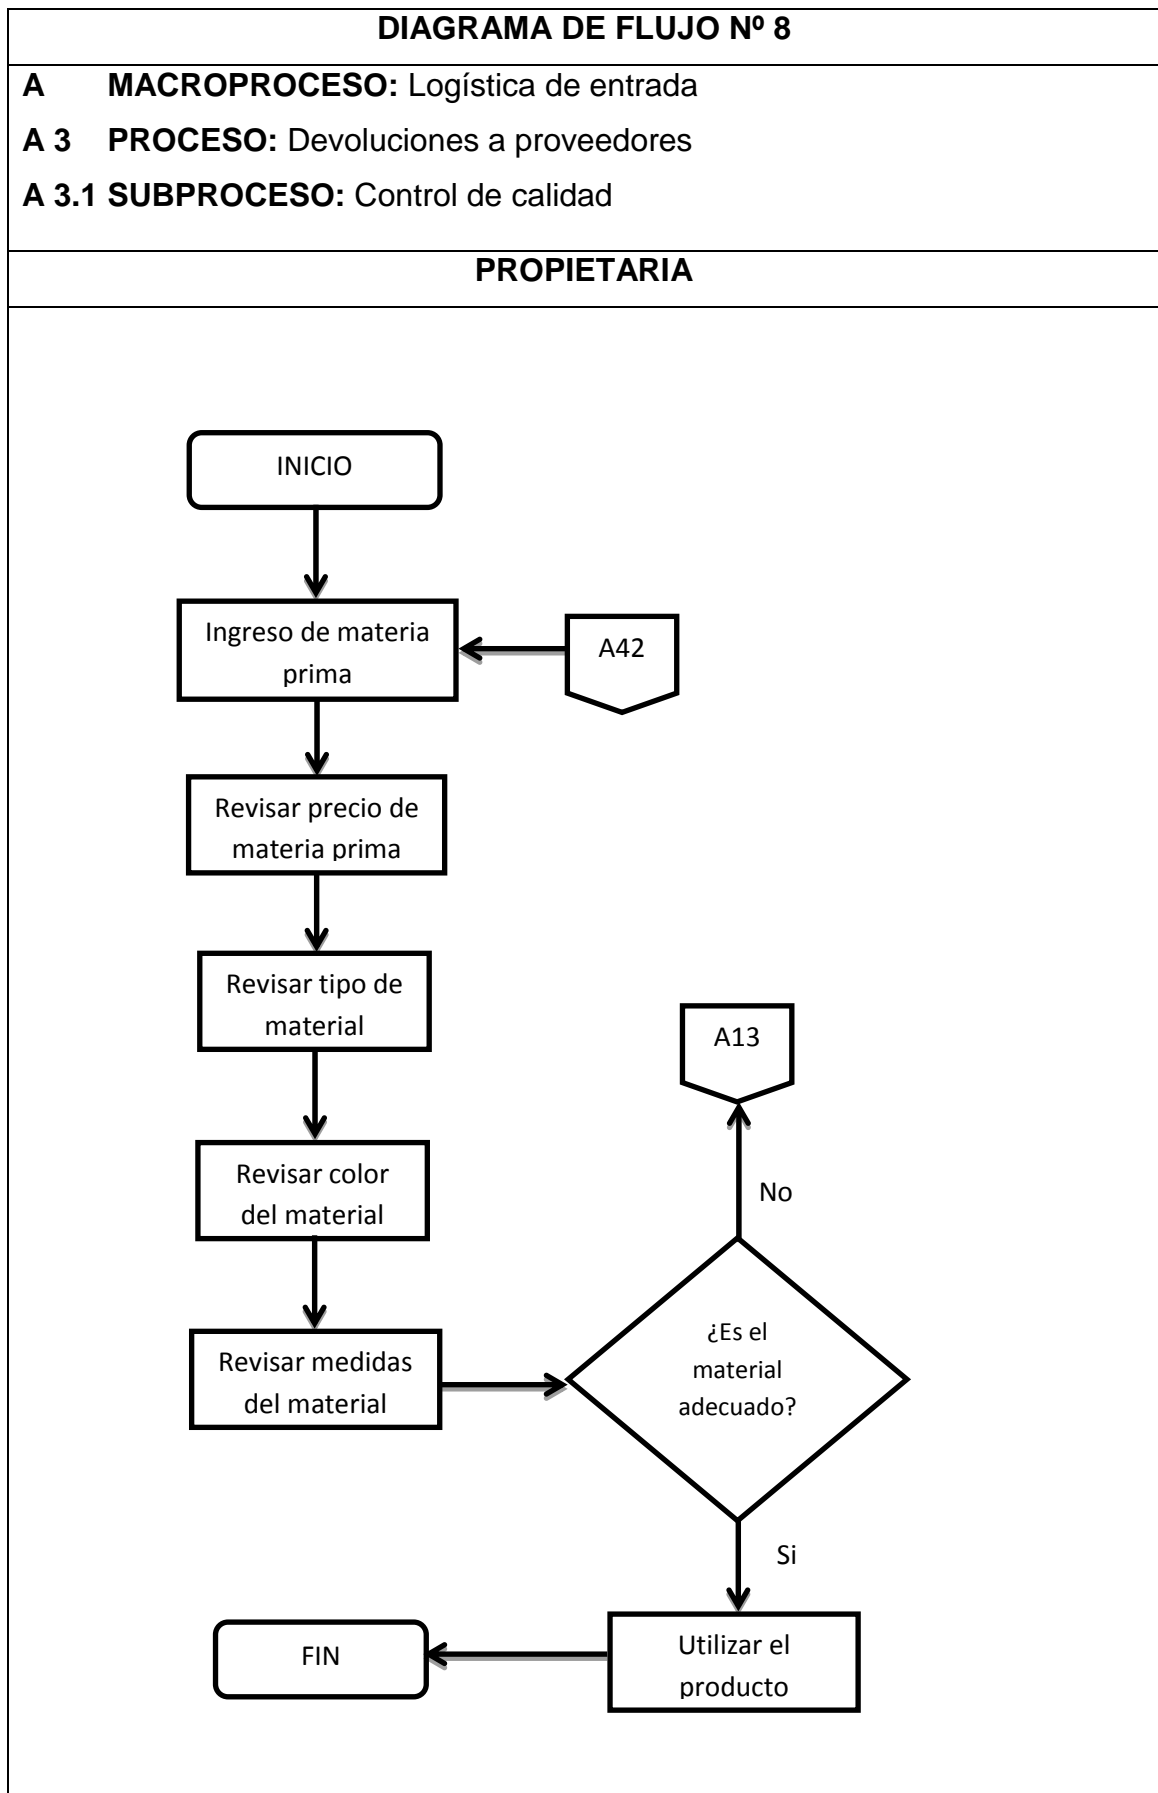 DIAGRAMA DE FLUJO Nº 8
A MACROPROCESO: Logística de entrada
A 3 PROCESO: Devoluciones a proveedores
A 3.1 SUBPROCESO: Control de calidad
PROPIETARIA
INICIO
Ingreso de materia
prima
A42
Revisar precio de
materia prima
Revisar tipo de
material
A13
Revisar color
del material
No
Revisar medidas
del material
¿Es el
material
adecuado?
Si
Utilizar el
producto
FIN